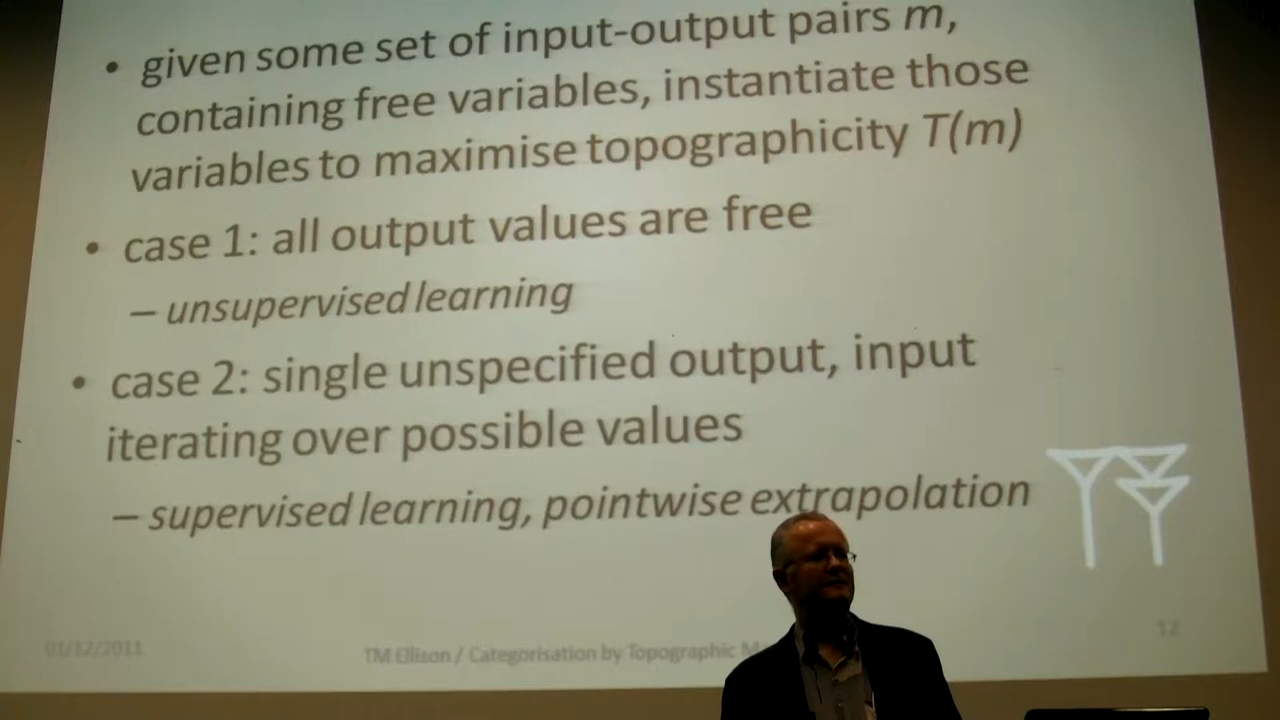 • given some set of input-output pairs m,
containing free variables, instantiate those
variables to maximise topographicity T(m)
• case 1: all output values are free
– unsupervised learning
• case 2: single unspecified output, input
iterating over possible values
– supervised learning, pointwise extrapolation
01/12/2011
TM Ellison / Categorisation by Topographic
12